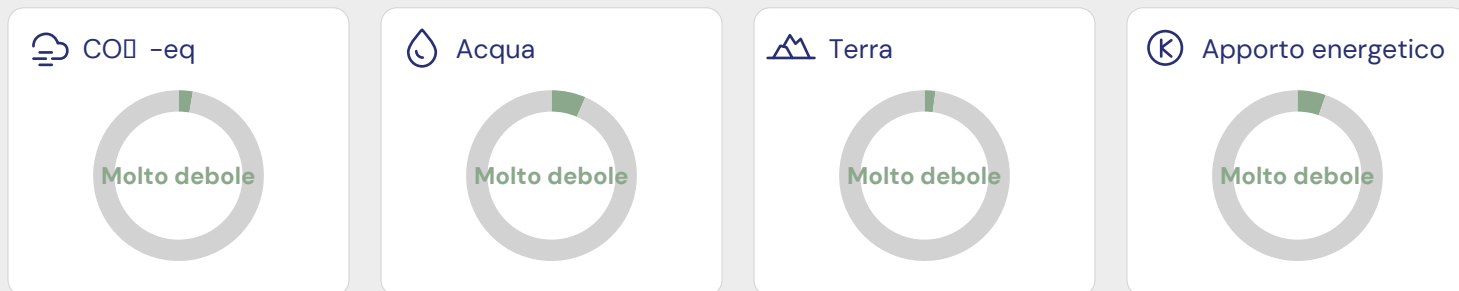 CO▯ -eq
Molto debole
Acqua
Molto debole
Terra
Molto debole
Apporto energetico
Molto debole